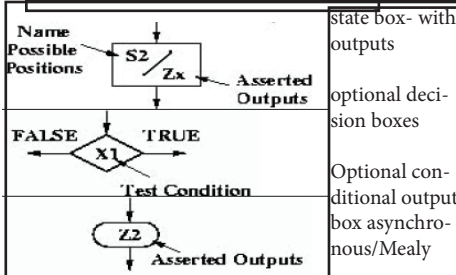 Name
Possible
Positions
S2
Zx
Asserted
Outputs
FALSE
TRUE
X1
Test Condition
Z2
Asserted Outputs
state box- with
outputs
optional deci-
sion boxes
Optional con-
ditional output
box asynchro-
nous/Mealy